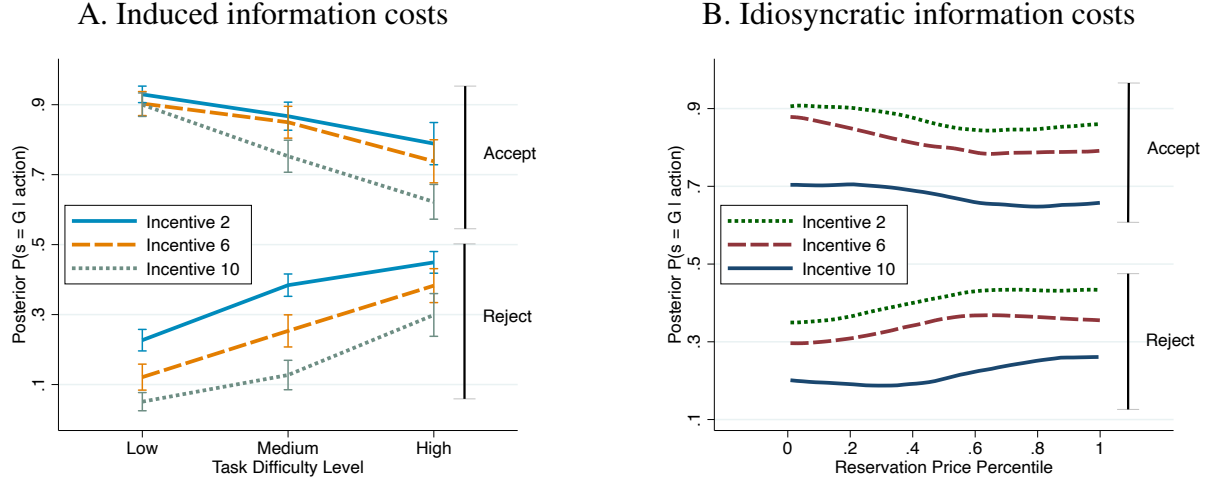 A. Induced information costs
Posterior P(s = G | action)
.9
.7
.5
.3
.1
Accept
Incentive 2
Incentive 6
Incentive 10
Reject
Low
Medium
High
Task Difficulty Level
B. Idiosyncratic information costs
Posterior P(s = G | action)
.9
.7
.5
.3
.1
Accept
Incentive 2
Incentive 6
Incentive 10
Reject
0
.2
.4
.6
.8
1
Reservation Price Percentile